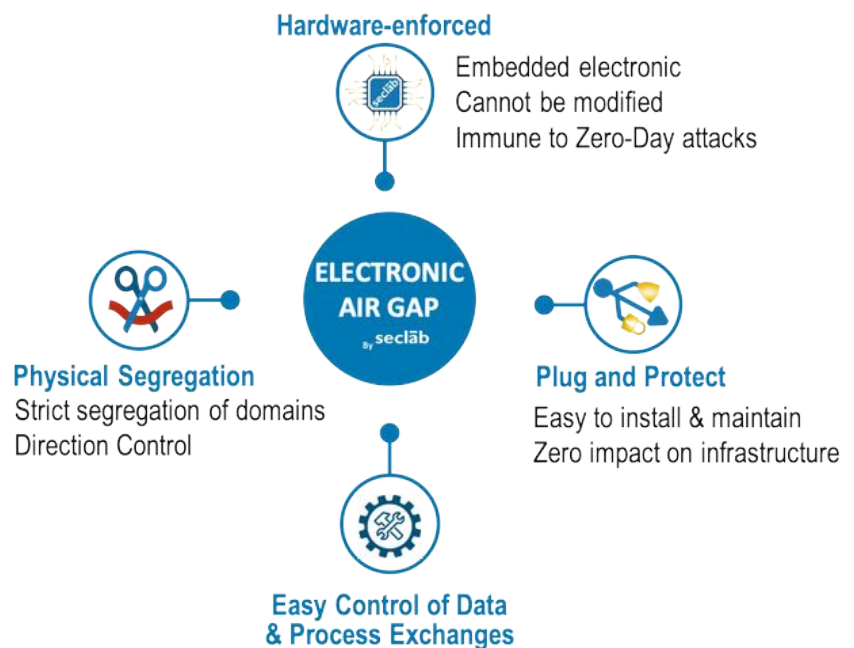 Hardware-enforced
seclab
Embedded electronic
Cannot be modified
Immune to Zero-Day attacks
ELECTRONIC
AIR GAP
By seclāb
Physical Segregation
Strict segregation of domains
Direction Control
Plug and Protect
Easy to install & maintain
Zero impact on infrastructure
Easy Control of Data
& Process Exchanges